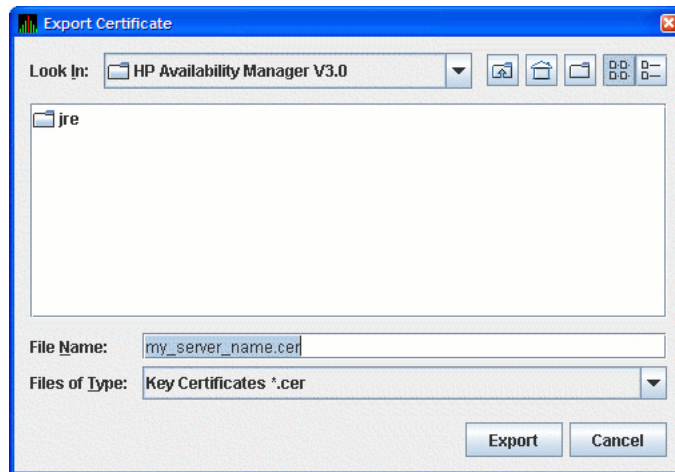 Export Certificate
Look In: HP Availability Manager V3.0
jre
File Name: my_server_name.cer
Files of Type: Key Certificates *.cer
Export Cancel